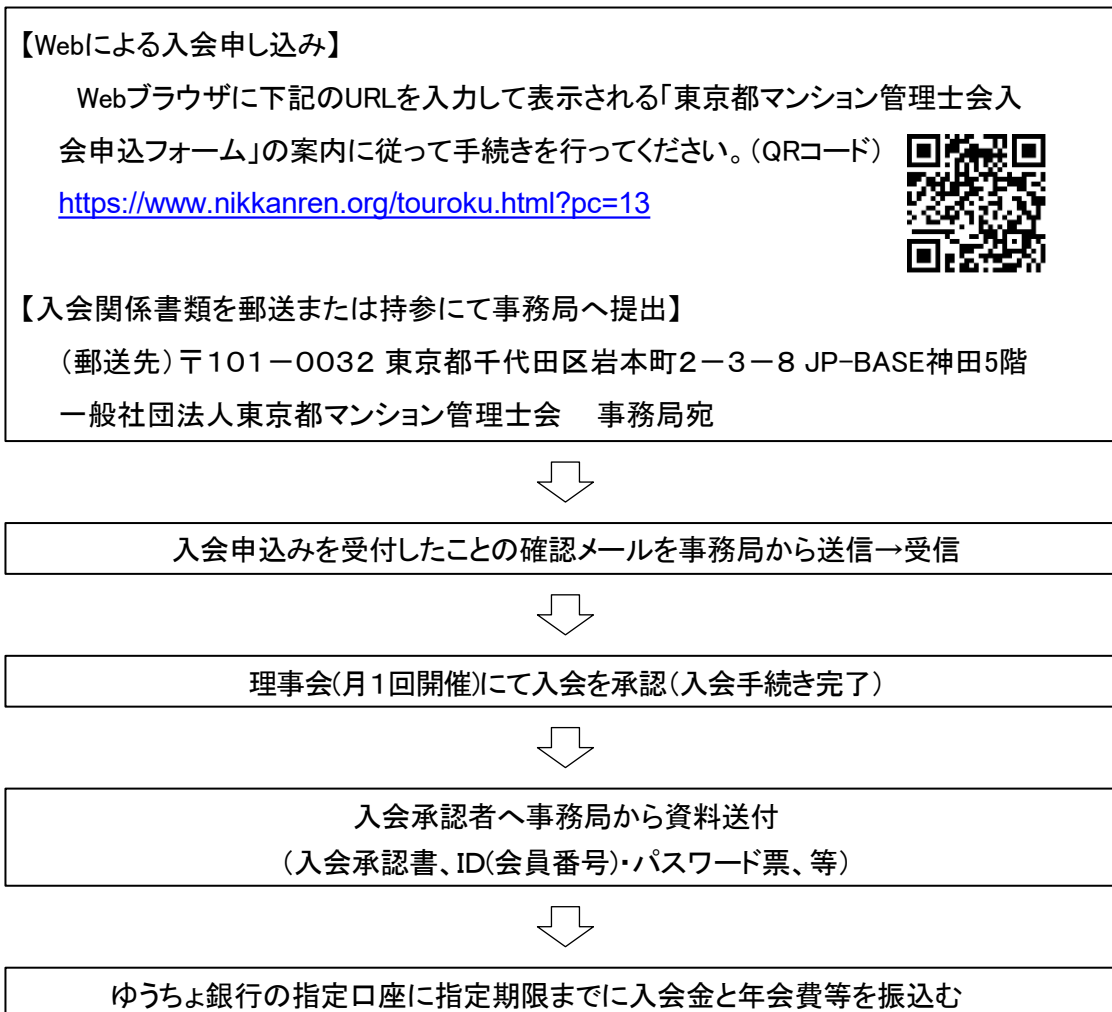 【Webによる入会申し込み】
Webブラウザに下記のURLを入力して表示される「東京都マンション管理士会入
会申込フォーム」の案内に従って手続きを行ってください。（QRコード）
https://www.nikkanren.org/touroku.html?pc=13
【入会関係書類を郵送または持参にて事務局へ提出】
（郵送先）〒１０１－００３２ 東京都千代田区岩本町２－３－８ JP-BASE神田5階
一般社団法人東京都マンション管理士会　事務局宛
入会申込みを受付したことの確認メールを事務局から送信→受信
理事会(月１回開催)にて入会を承認（入会手続き完了）
入会承認者へ事務局から資料送付
（入会承認書、ID(会員番号)・パスワード票、等）
ゆうちょ銀行の指定口座に指定期限までに入会金と年会費等を振込む